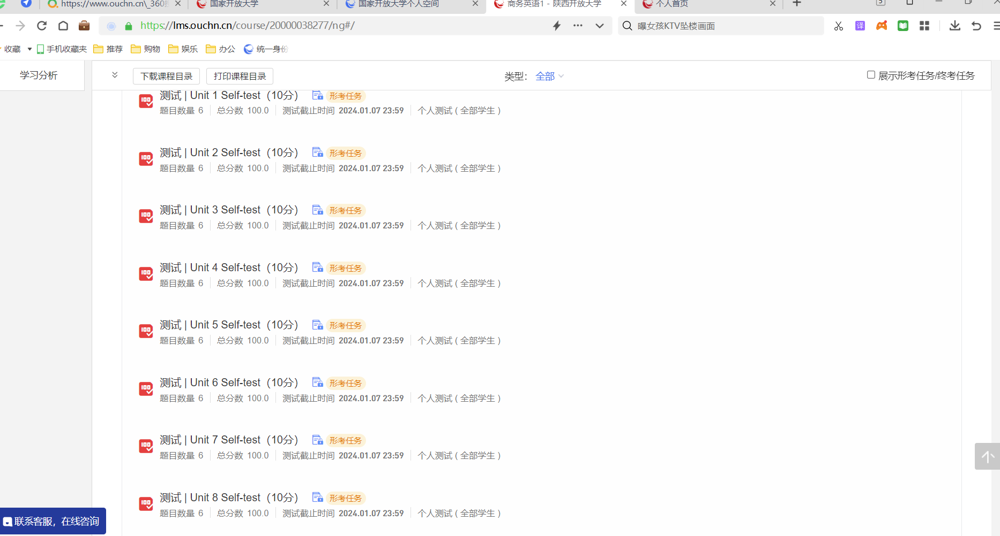 https://www.ouchn.cn\_360搜
国家开放大学
国家开放大学个人空间
商务英语1 - 陕西开放大学
个人首页
5
https://lms.ouchn.cn/course/20000038277/ng#/
曝女孩KTV坠楼画面
译
收藏
手机收藏夹
推荐
购物
娱乐
办公
统一身份
学习分析
下载课程目录
打印课程目录
类型： 全部
展示形考任务/终考任务
测试 | Unit 1 Self-test（10分） 形考任务
题目数量 6 总分数 100.0 测试截止时间 2024.01.07 23:59 个人测试 ( 全部学生 )
测试 | Unit 2 Self-test（10分） 形考任务
题目数量 6 总分数 100.0 测试截止时间 2024.01.07 23:59 个人测试 ( 全部学生 )
测试 | Unit 3 Self-test（10分） 形考任务
题目数量 6 总分数 100.0 测试截止时间 2024.01.07 23:59 个人测试 ( 全部学生 )
测试 | Unit 4 Self-test（10分） 形考任务
题目数量 6 总分数 100.0 测试截止时间 2024.01.07 23:59 个人测试 ( 全部学生 )
测试 | Unit 5 Self-test（10分） 形考任务
题目数量 6 总分数 100.0 测试截止时间 2024.01.07 23:59 个人测试 ( 全部学生 )
测试 | Unit 6 Self-test（10分） 形考任务
题目数量 6 总分数 100.0 测试截止时间 2024.01.07 23:59 个人测试 ( 全部学生 )
测试 | Unit 7 Self-test（10分） 形考任务
题目数量 6 总分数 100.0 测试截止时间 2024.01.07 23:59 个人测试 ( 全部学生 )
测试 | Unit 8 Self-test（10分） 形考任务
题目数量 6 总分数 100.0 测试截止时间 2024.01.07 23:59 个人测试 ( 全部学生 )
联系客服，在线咨询